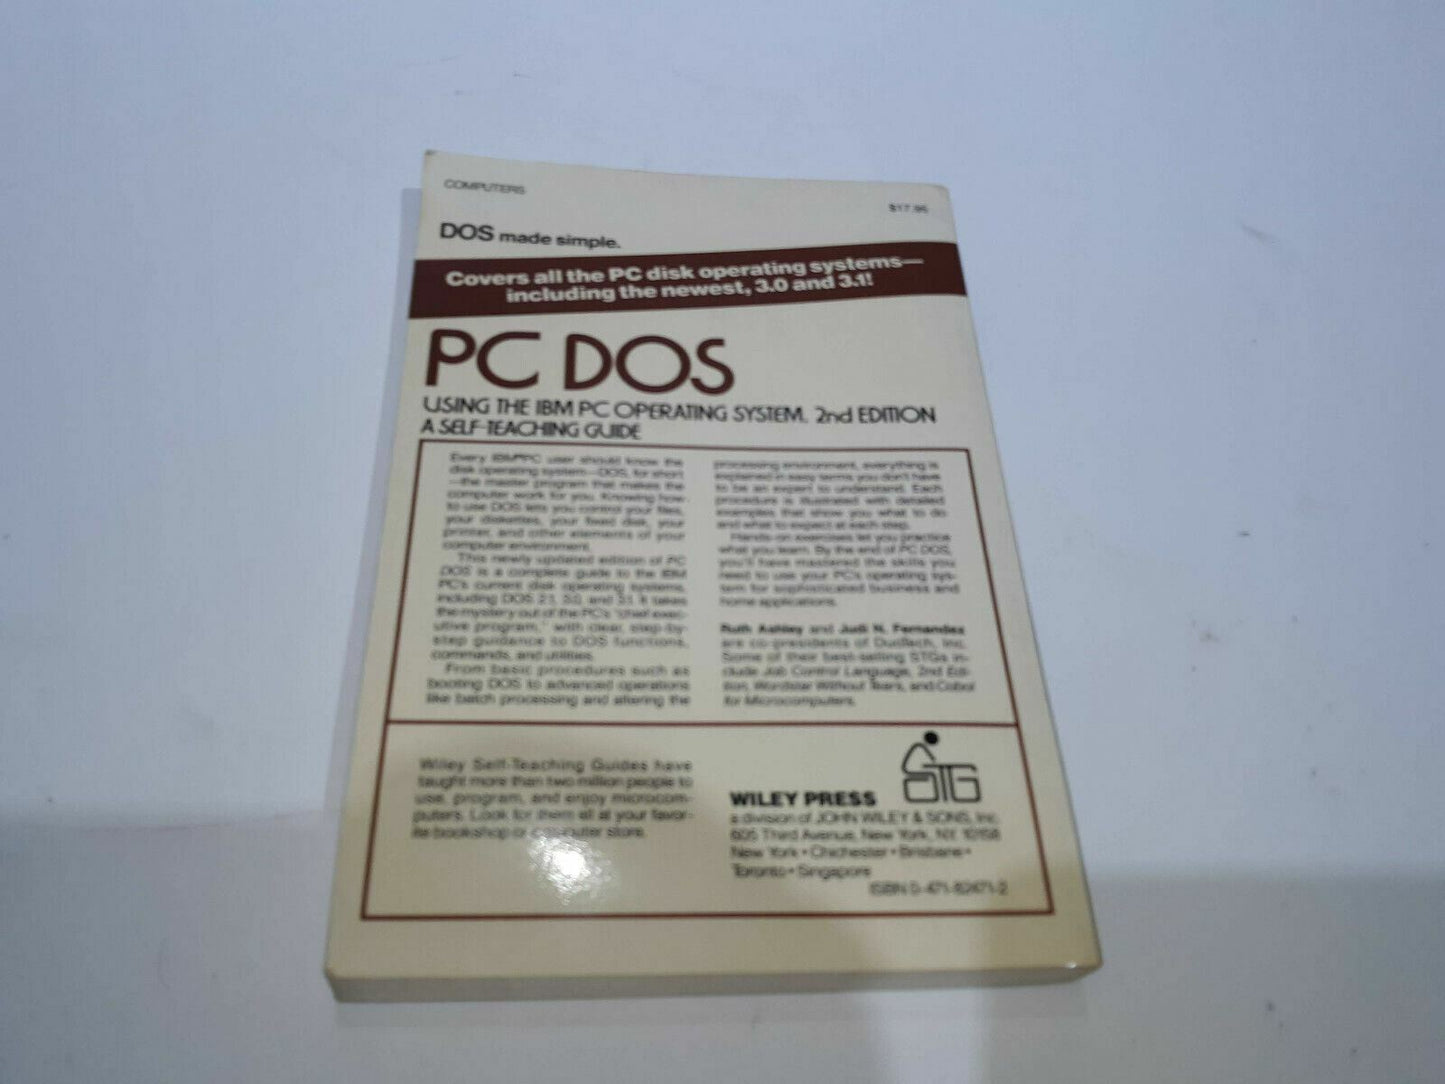 COMPUTERS
$17.95
DOS made simple.
Covers all the PC disk operating systems—
including the newest, 3.0 and 3.1!
PC DOS
USING THE IBM PC OPERATING SYSTEM, 2nd EDITION
A SELF-TEACHING GUIDE
Every IBM® PC user should know the
disk operating system—DOS, for short
—the master program that makes the
computer work for you. Knowing how
to use DOS lets you control your files,
your diskettes, your fixed disk, your
printer, and other elements of your
computer environment.
This newly updated edition of PC
DOS is a complete guide to the IBM
PC's current disk operating systems,
including DOS 2.1, 3.0, and 3.1. It takes
the mystery out of the PC's "chief exec-
utive program," with clear, step-by-
step guidance to DOS functions,
commands, and utilities.
From basic procedures such as
booting DOS to advanced operations
like batch processing and altering the
processing environment, everything is
explained in easy terms you don't have
to be an expert to understand. Each
procedure is illustrated with detailed
examples that show you what to do
and what to expect at each step.
Hands-on exercises let you practice
what you learn. By the end of PC DOS,
you'll have mastered the skills you
need to use your PC's operating sys-
tem for sophisticated business and
home applications.
Ruth Ashley and Judi N. Fernandez
are co-presidents of DuoTech, Inc.
Some of their best-selling STGs in-
clude Job Control Language, 2nd Edi-
tion, Wordstar Without Tears, and Cobol
for Microcomputers.
Wiley Self-Teaching Guides have
taught more than two million people to
use, program, and enjoy microcom-
puters. Look for them all at your favor-
ite bookshop or computer store.
STG
WILEY PRESS
a division of JOHN WILEY & SONS, Inc.
605 Third Avenue, New York, NY 10158
New York • Chichester • Brisbane •
Toronto • Singapore
ISBN 0-471-82471-2